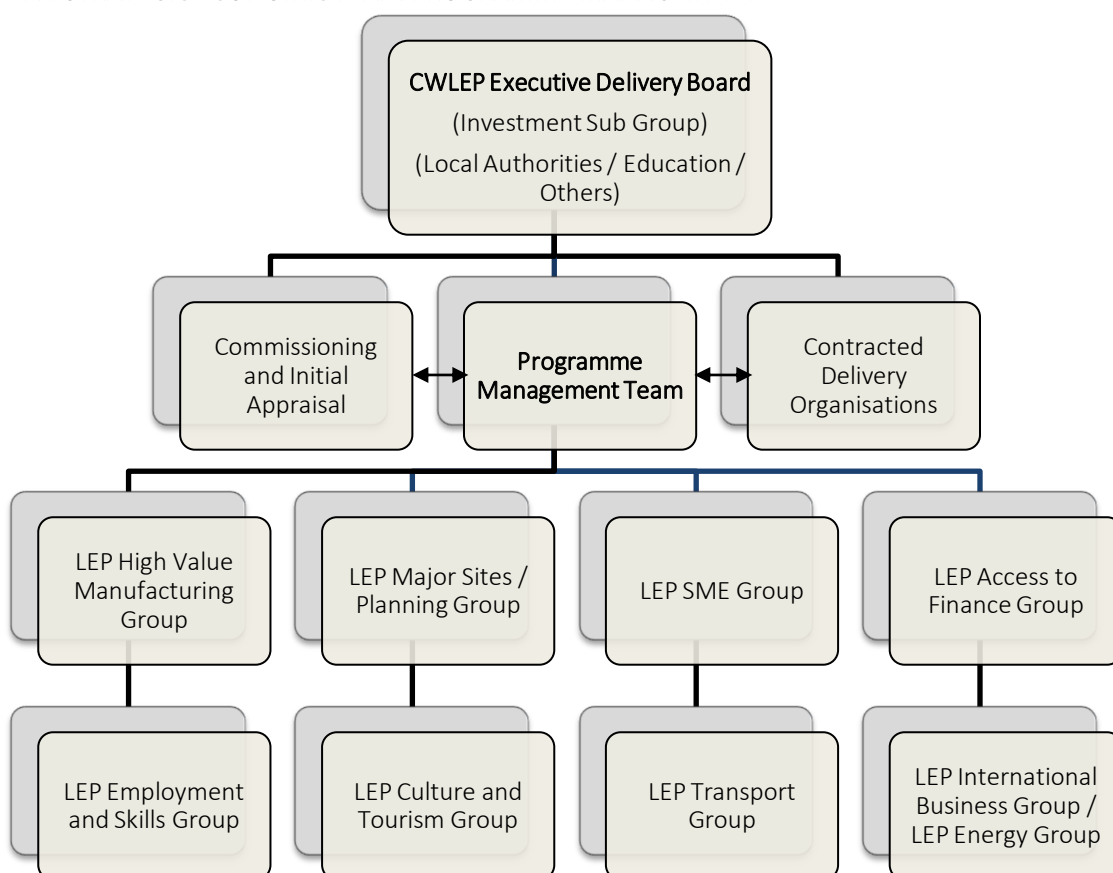 CWLEP Executive Delivery Board
(Investment Sub Group)
(Local Authorities / Education /
Others)
Commissioning
and Initial
Appraisal
Programme
Management Team
Contracted
Delivery
Organisations
LEP High Value
Manufacturing
Group
LEP Major Sites /
Planning Group
LEP SME Group
LEP Access to
Finance Group
LEP Employment
and Skills Group
LEP Culture and
Tourism Group
LEP Transport
Group
LEP International
Business Group /
LEP Energy Group